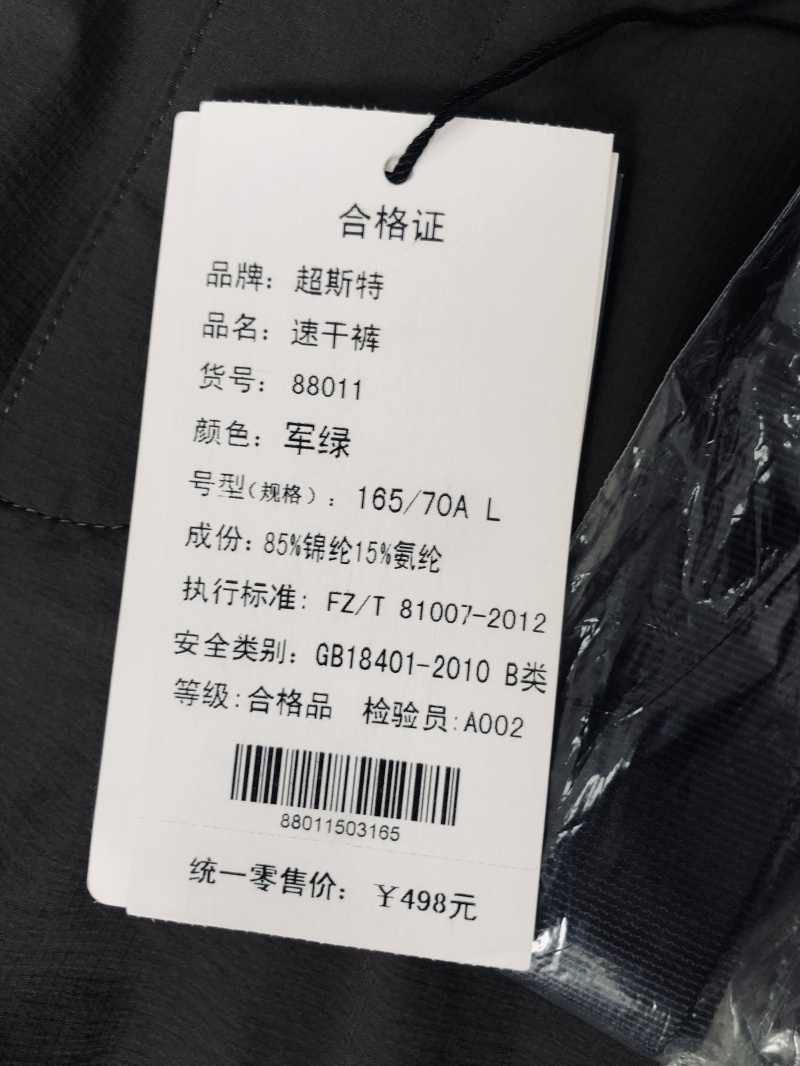 合格证
品牌：超斯特
品名：速干裤
货号：88011
颜色：军绿
号型(规格)：165/70A L
成份：85%锦纶15%氨纶
执行标准：FZ/T 81007-2012
安全类别：GB18401-2010 B类
等级:合格品 检验员:A002
88011503165
统一零售价：￥498元